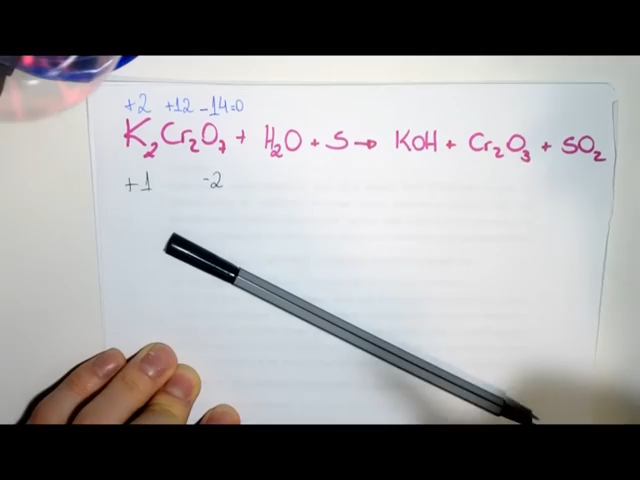 +2 +12 -14=0
K₂Cr₂O₇ + H₂O + S → KOH + Cr₂O₃ + SO₂
+1 -2